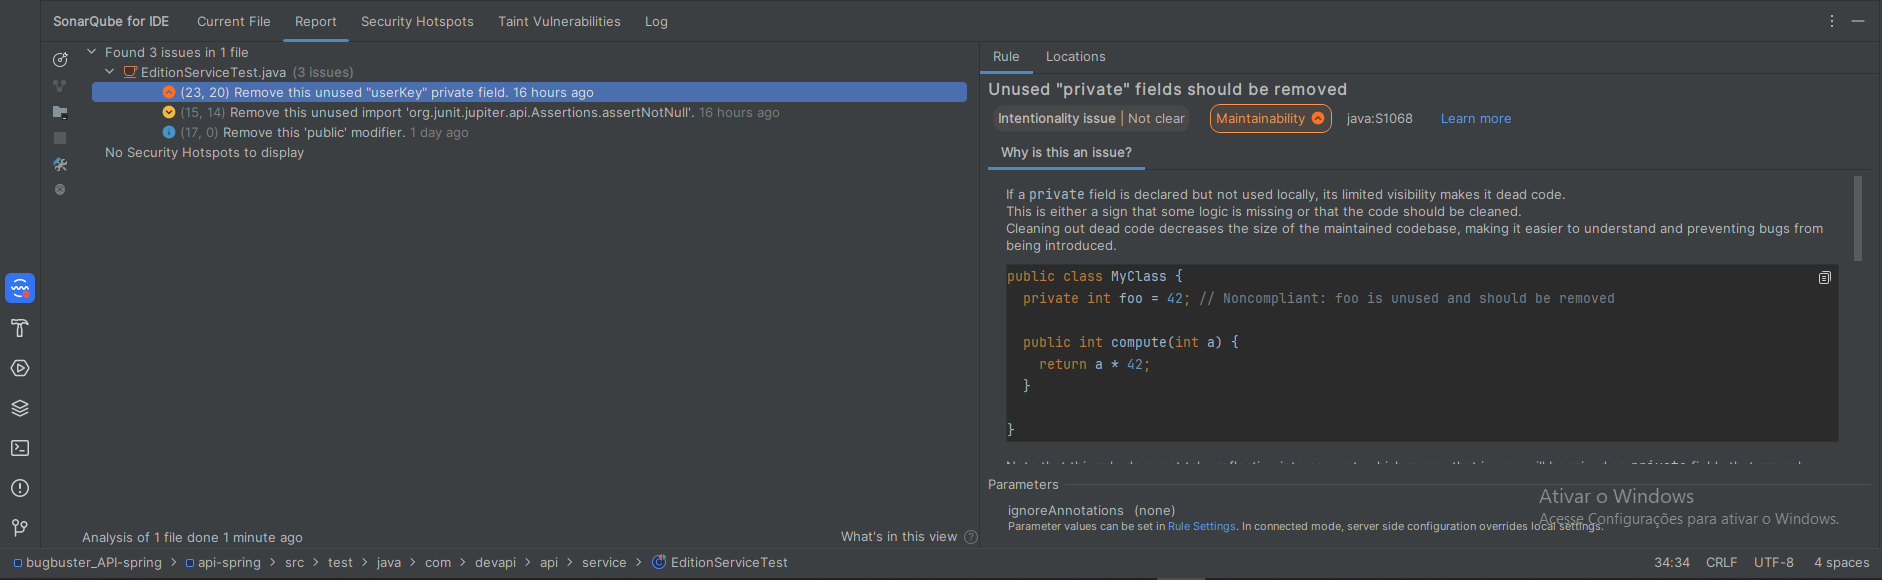 SonarQube for IDE Current File Report Security Hotspots Taint Vulnerabilities Log
Found 3 issues in 1 file
EditionServiceTest.java (3 issues)
(23, 20) Remove this unused "userKey" private field. 16 hours ago
(15, 14) Remove this unused import 'org.junit.jupiter.api.Assertions.assertNotNull'. 16 hours ago
(17, 0) Remove this 'public' modifier. 1 day ago
No Security Hotspots to display
Analysis of 1 file done 1 minute ago
What's in this view
Rule Locations
Unused "private" fields should be removed
Intentionality issue | Not clear Maintainability java:S1068 Learn more
Why is this an issue?
If a private field is declared but not used locally, its limited visibility makes it dead code.
This is either a sign that some logic is missing or that the code should be cleaned.
Cleaning out dead code decreases the size of the maintained codebase, making it easier to understand and preventing bugs from
being introduced.
public class MyClass {
private int foo = 42; // Noncompliant: foo is unused and should be removed
public int compute(int a) {
return a * 42;
}
}
Parameters
ignoreAnnotations (none)
Parameter values can be set in Rule Settings. In connected mode, server side configuration overrides local settings.
Ativar o Windows
Acesse Configurações para ativar o Windows.
bugbuster_API-spring > api-spring > src > test > java > com > devapi > api > service > EditionServiceTest
34:34 CRLF UTF-8 4 spaces